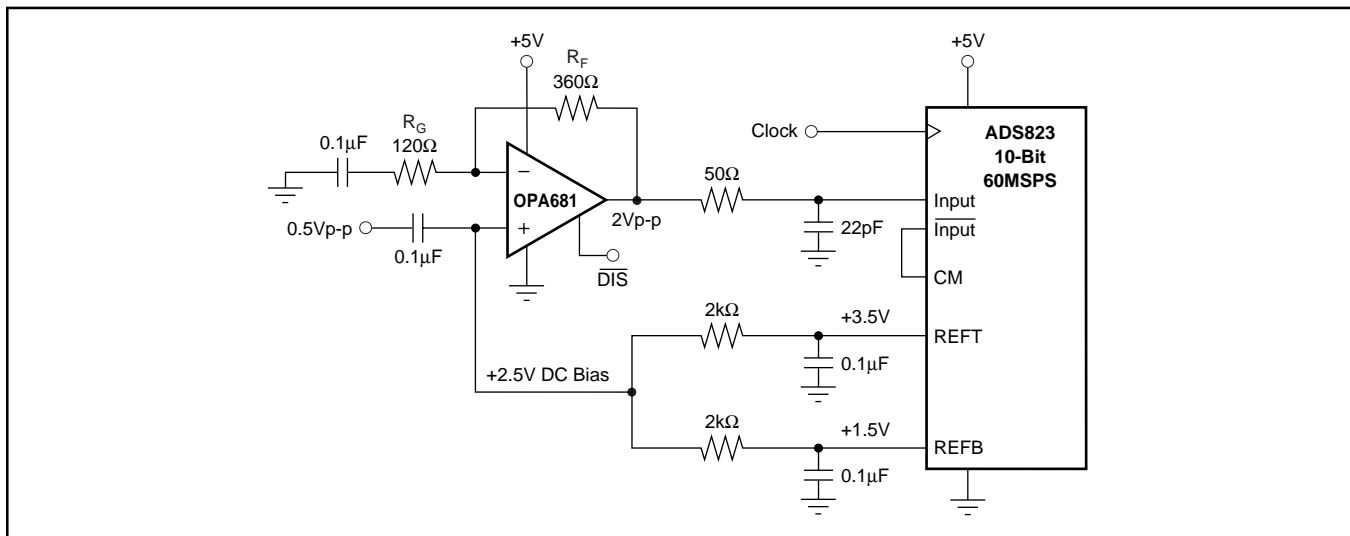 +5V
R_F
360Ω
+5V
Clock
ADS823
10-Bit
60MSPS
0.1µF
R_G
120Ω
−
OPA681
+
50Ω
Input
2Vp-p
22pF
I̅n̅p̅u̅t̅
0.5Vp-p
0.1µF
D̅I̅S̅
CM
2kΩ
+3.5V
REFT
0.1µF
+2.5V DC Bias
2kΩ
+1.5V
REFB
0.1µF